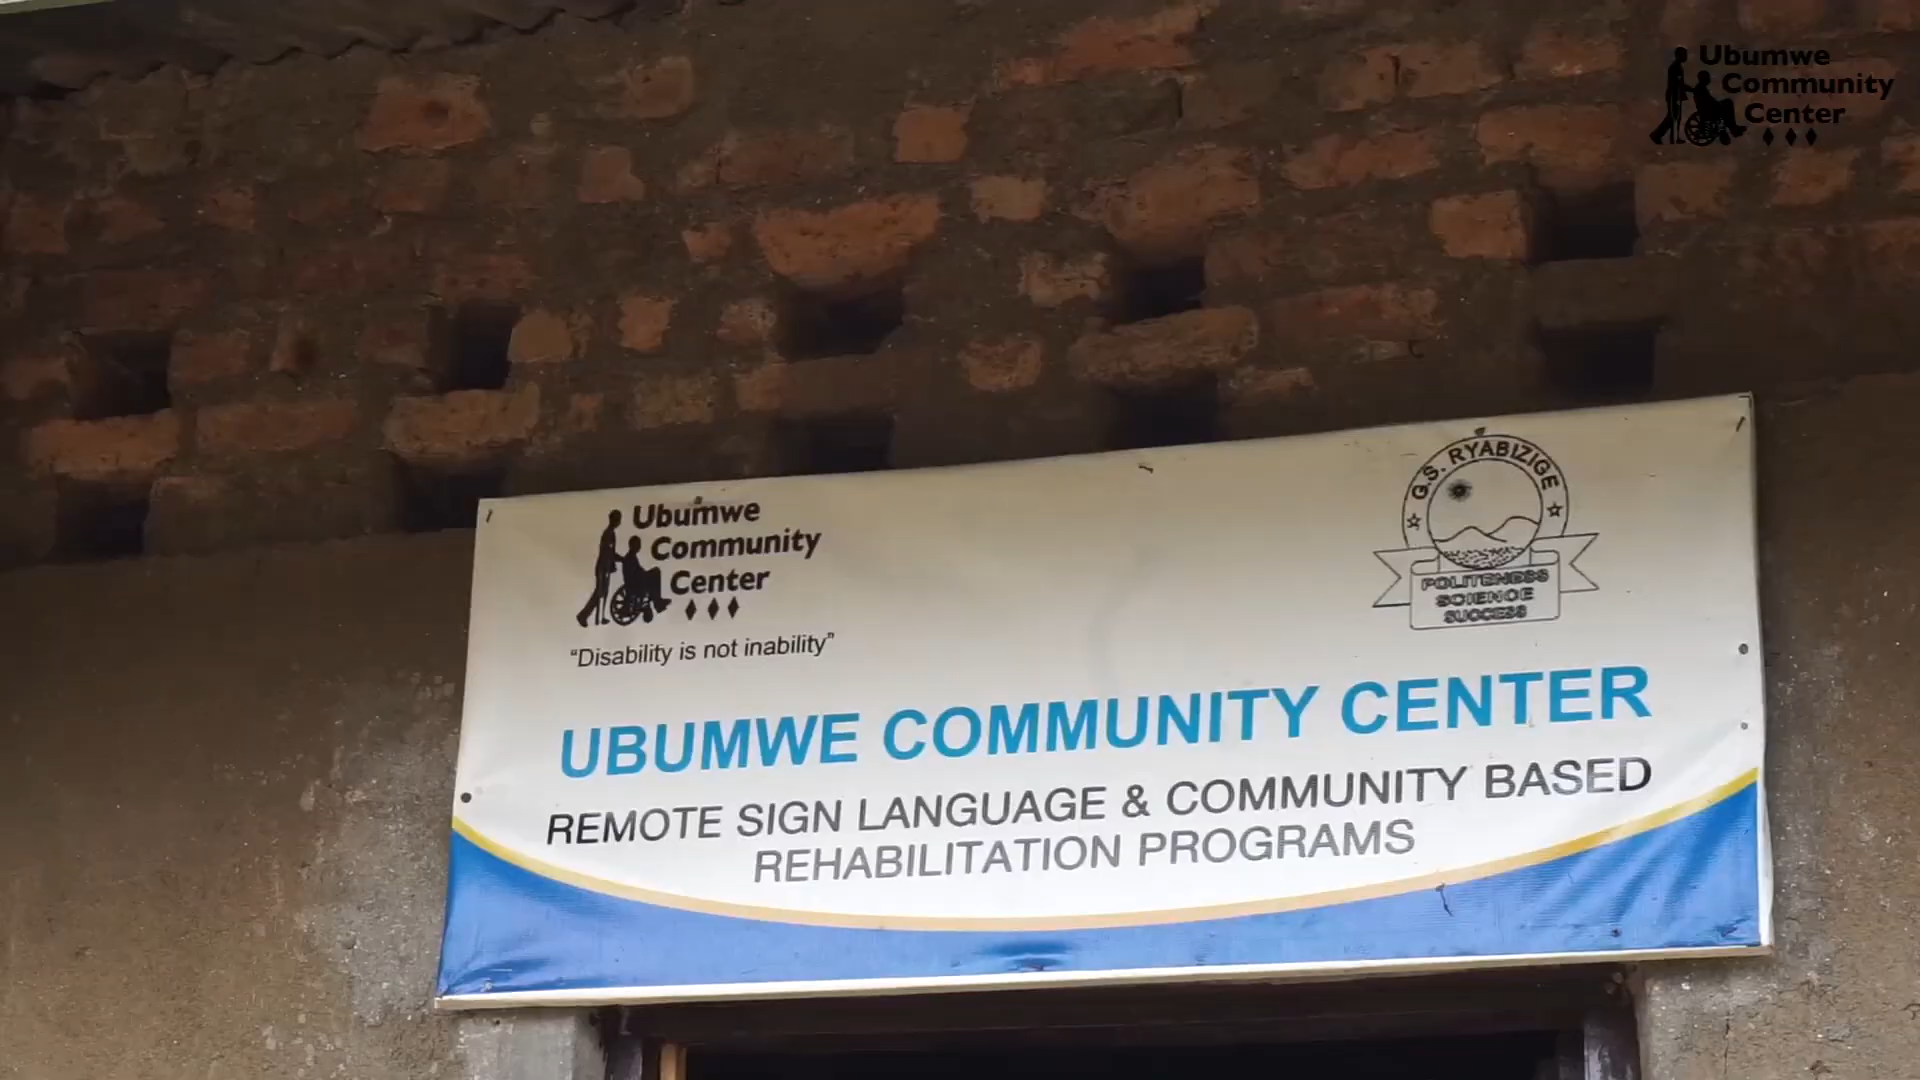 Ubumwe
Community
Center
Ubumwe
Community
Center
"Disability is not inability"
G.S. RYABIZIGE
POLITENESS
SCIENCE
SUCCESS
UBUMWE COMMUNITY CENTER
REMOTE SIGN LANGUAGE & COMMUNITY BASED
REHABILITATION PROGRAMS